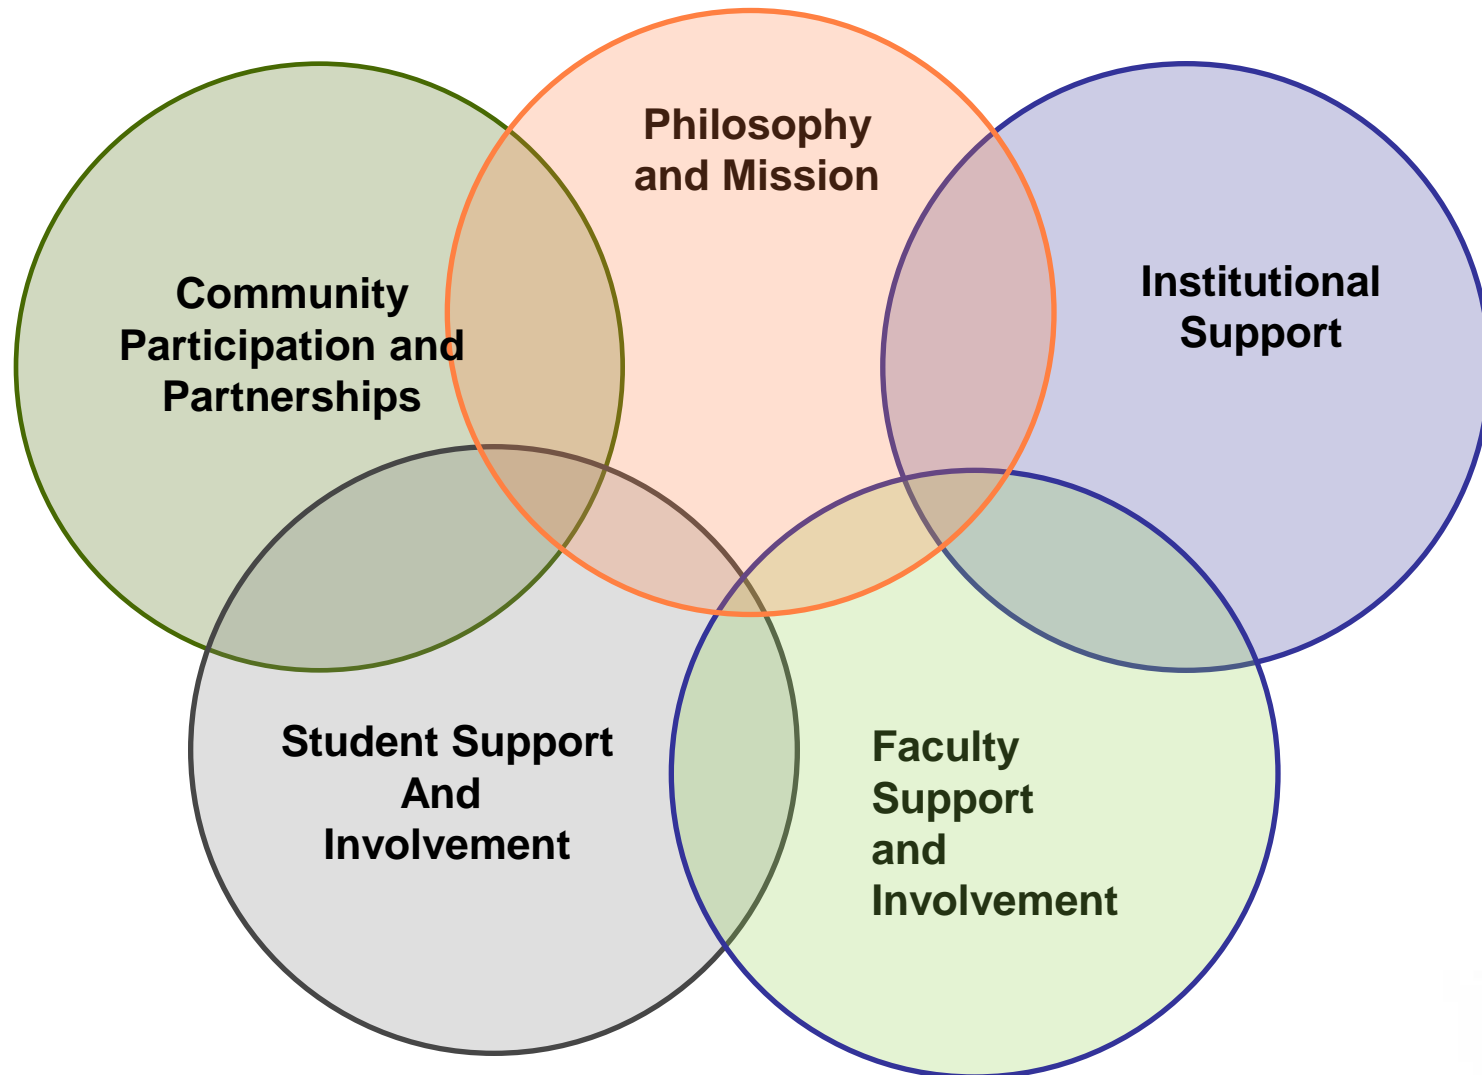 Philosophy
and Mission
Community
Participation and
Partnerships
Institutional
Support
Student Support
And
Involvement
Faculty
Support
and
Involvement